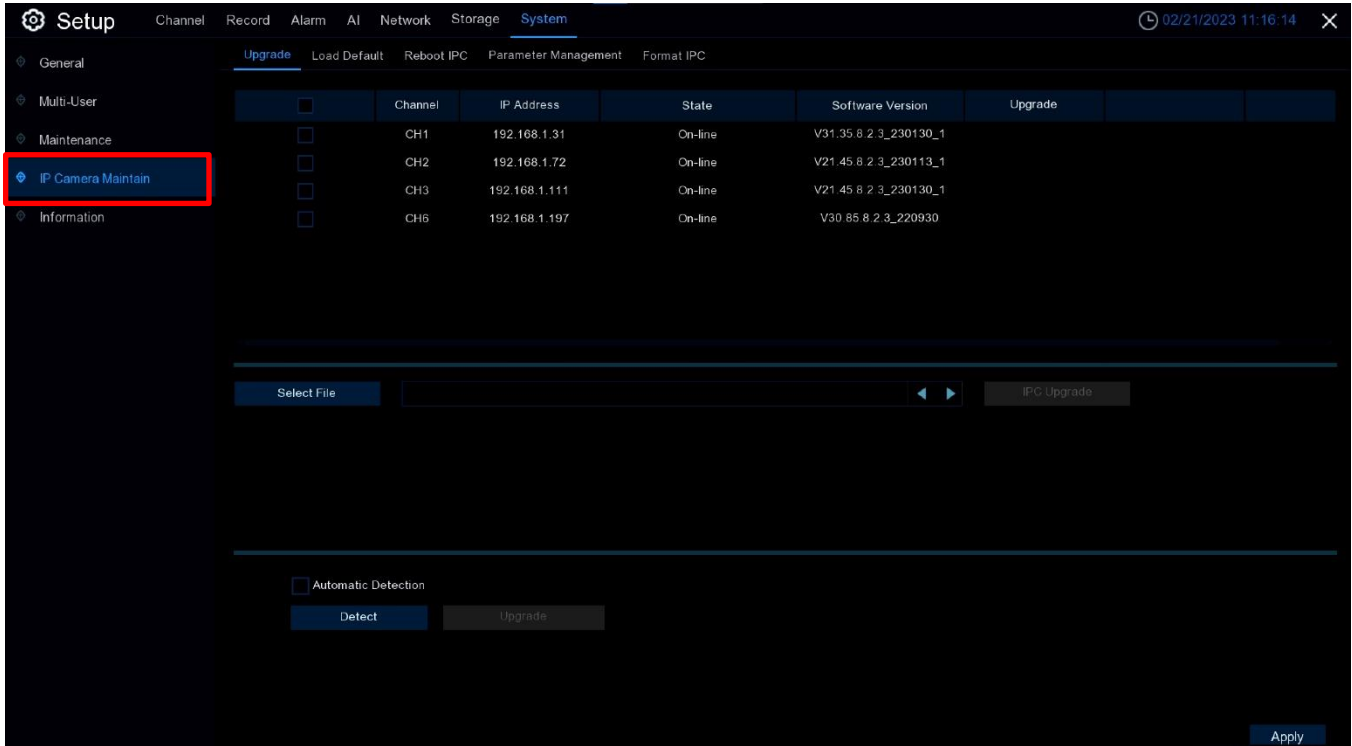 Setup Channel Record Alarm AI Network Storage System 02/21/2023 11:16:14
General
Multi-User
Maintenance
IP Camera Maintain
Information
Upgrade Load Default Reboot IPC Parameter Management Format IPC
Channel IP Address State Software Version Upgrade
CH1 192.168.1.31 On-line V31.35.8.2.3_230130_1
CH2 192.168.1.72 On-line V21.45.8.2.3_230113_1
CH3 192.168.1.111 On-line V21.45.8.2.3_230130_1
CH6 192.168.1.197 On-line V30.85.8.2.3_220930
Select File IPC Upgrade
Automatic Detection
Detect Upgrade
Apply